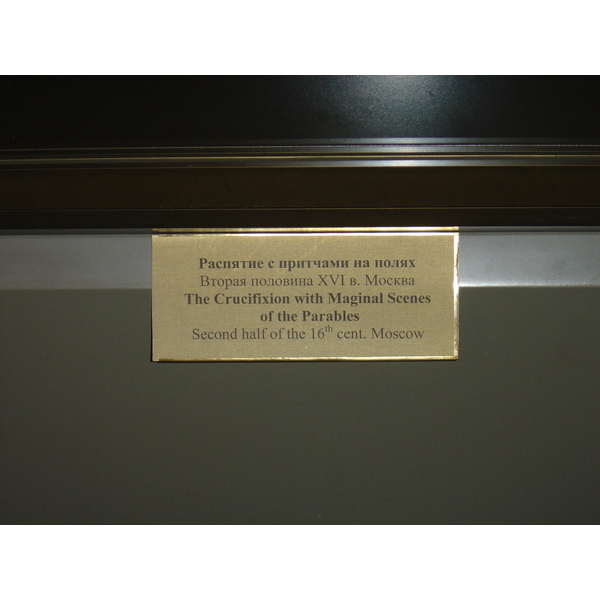 Распятие с притчами на полях
Вторая половина XVI в. Москва
The Crucifixion with Maginal Scenes
of the Parables
Second half of the 16th cent. Moscow